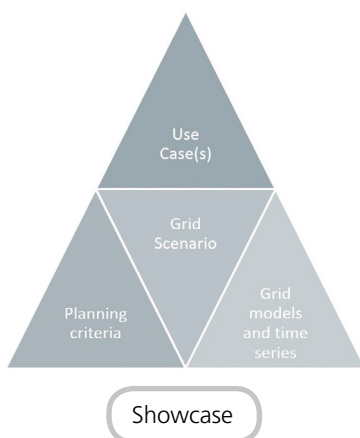 Use
Case(s)
Grid
Scenario
Planning
criteria
Grid
models
and time
series
Showcase